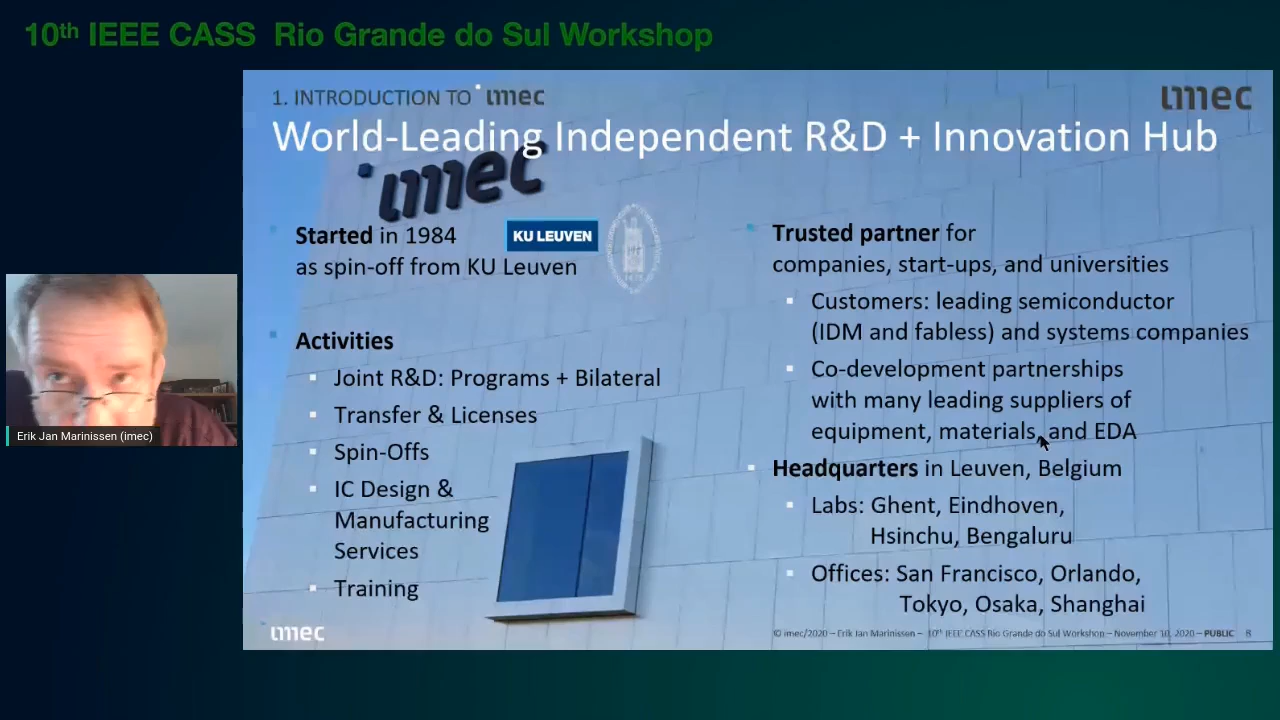 10th IEEE CASS Rio Grande do Sul Workshop
1. INTRODUCTION TO imec
imec
World-Leading Independent R&D + Innovation Hub
imec
Started in 1984
KU LEUVEN
as spin-off from KU Leuven
Activities
Joint R&D: Programs + Bilateral
Transfer & Licenses
Spin-Offs
IC Design &
Manufacturing
Services
Training
Trusted partner for
companies, start-ups, and universities
Customers: leading semiconductor
(IDM and fabless) and systems companies
Co-development partnerships
with many leading suppliers of
equipment, materials, and EDA
Headquarters in Leuven, Belgium
Labs: Ghent, Eindhoven,
Hsinchu, Bengaluru
Offices: San Francisco, Orlando,
Tokyo, Osaka, Shanghai
Erik Jan Marinissen (imec)
imec
© imec/2020 – Erik Jan Marinissen – 10th IEEE CASS Rio Grande do Sul Workshop – November 10, 2020 – PUBLIC 8